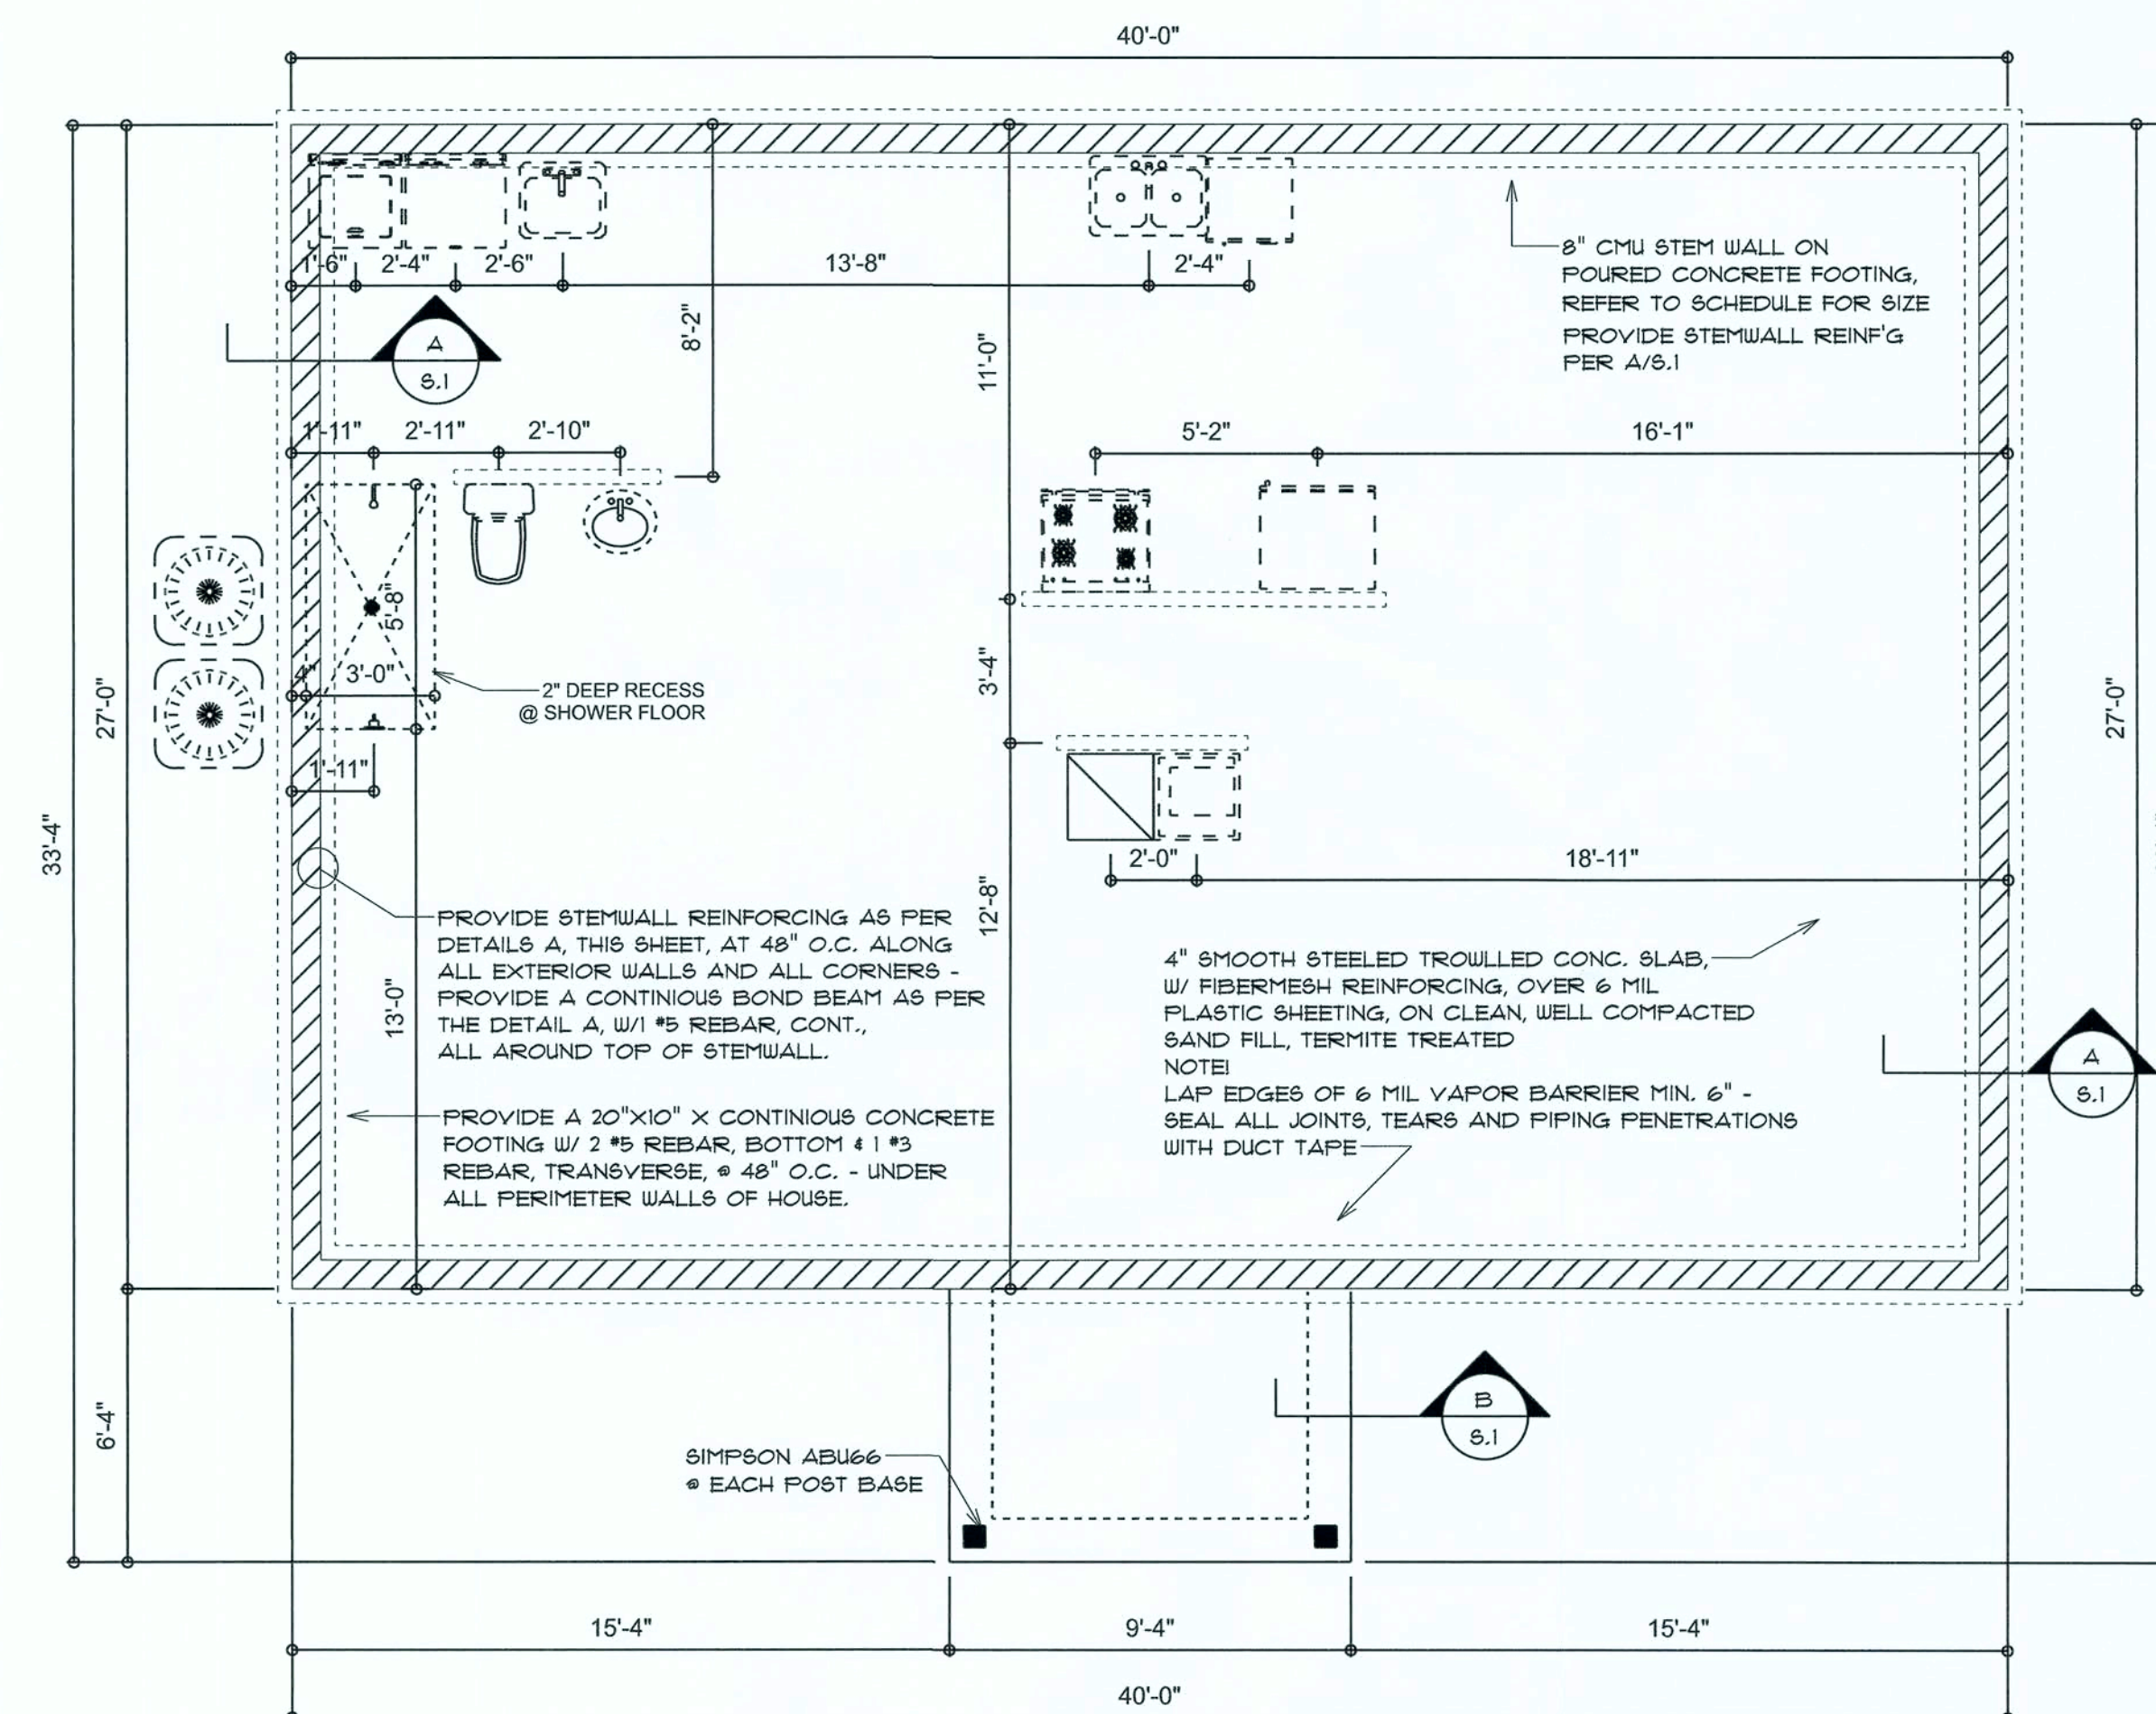 40'-0"
8" CMU STEM WALL ON
POURED CONCRETE FOOTING,
REFER TO SCHEDULE FOR SIZE
PROVIDE STEMWALL REINF'G
PER A/S.1
1'-6" 2'-4" 2'-6" 13'-8" 2'-4"
8'-2"
11'-0"
A
S.1
1'-11" 2'-11" 2'-10" 5'-2" 16'-1"
5'-8"
4" 3'-0"
2" DEEP RECESS
@ SHOWER FLOOR
3'-4"
27'-0"
27'-0"
1'-11"
33'-4"
2'-0" 18'-11"
12'-8"
PROVIDE STEMWALL REINFORCING AS PER
DETAILS A, THIS SHEET, AT 48" O.C. ALONG
ALL EXTERIOR WALLS AND ALL CORNERS -
PROVIDE A CONTINIOUS BOND BEAM AS PER
THE DETAIL A, W/1 #5 REBAR, CONT.,
ALL AROUND TOP OF STEMWALL.
13'-0"
4" SMOOTH STEELED TROWLLED CONC. SLAB,
W/ FIBERMESH REINFORCING, OVER 6 MIL
PLASTIC SHEETING, ON CLEAN, WELL COMPACTED
SAND FILL, TERMITE TREATED
NOTE!
LAP EDGES OF 6 MIL VAPOR BARRIER MIN. 6" -
SEAL ALL JOINTS, TEARS AND PIPING PENETRATIONS
WITH DUCT TAPE
A
S.1
PROVIDE A 20"X10" X CONTINIOUS CONCRETE
FOOTING W/ 2 #5 REBAR, BOTTOM & 1 #3
REBAR, TRANSVERSE, @ 48" O.C. - UNDER
ALL PERIMETER WALLS OF HOUSE.
6'-4"
B
S.1
SIMPSON ABU66
@ EACH POST BASE
15'-4" 9'-4" 15'-4"
40'-0"